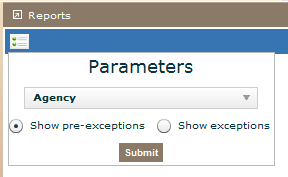 Reports
Parameters
Agency
Show pre-exceptions Show exceptions
Submit